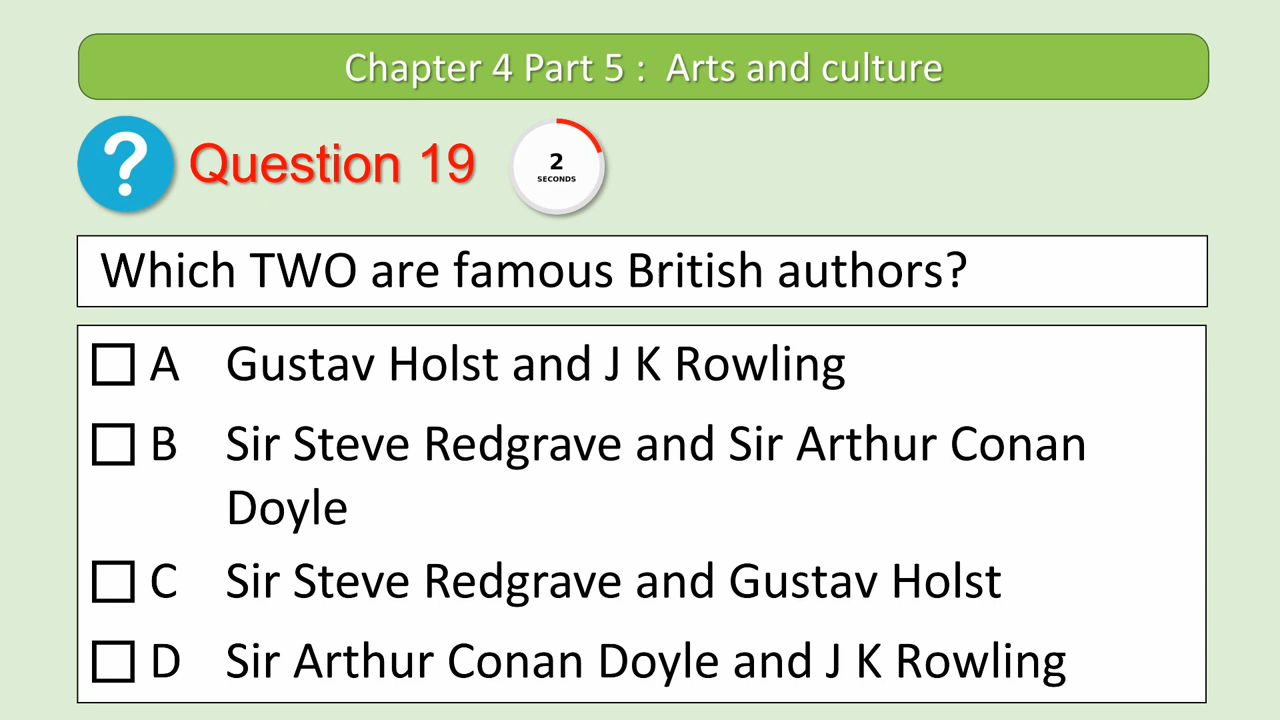 Chapter 4 Part 5 : Arts and culture
? Question 19
2
SECONDS
Which TWO are famous British authors?
A Gustav Holst and J K Rowling
B Sir Steve Redgrave and Sir Arthur Conan
Doyle
C Sir Steve Redgrave and Gustav Holst
D Sir Arthur Conan Doyle and J K Rowling